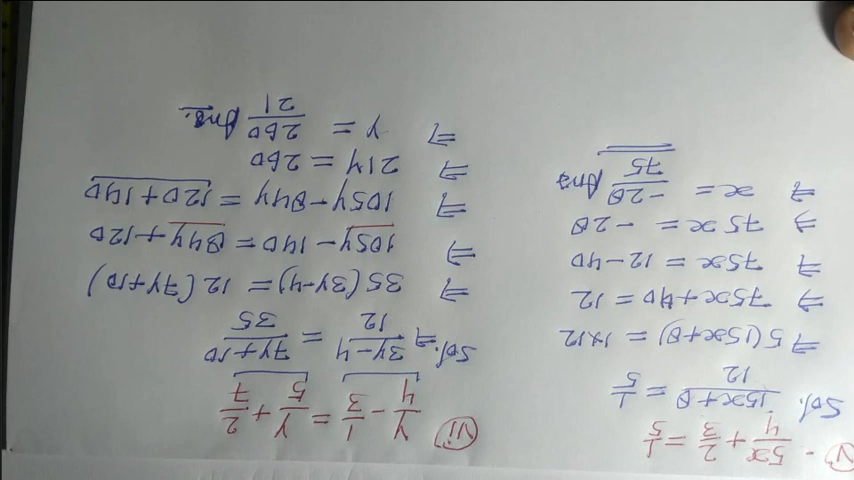 (v) · 5x/4 + 2/3 = 1/5
Sol. 15x+8/12 = 1/5
⇒ 5(15x+8) = 1×12
⇒ 75x+40 = 12
⇒ 75x = 12-40
⇒ 75x = -28
⇒ x = -28/75 Ans
(vi) y/4 - 1/3 = y/5 + 2/7
Sol. ⇒ 3y-4/12 = 7y+10/35
⇒ 35(3y-4) = 12(7y+10)
⇒ 105y-140 = 84y+120
⇒ 105y-84y = 120+140
⇒ 21y = 260
⇒ y = 260/21 Ans.